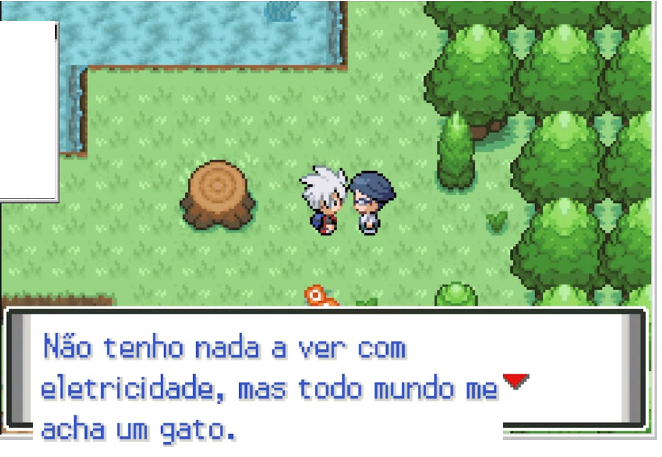 Não tenho nada a ver com
eletricidade, mas todo mundo me
acha um gato.